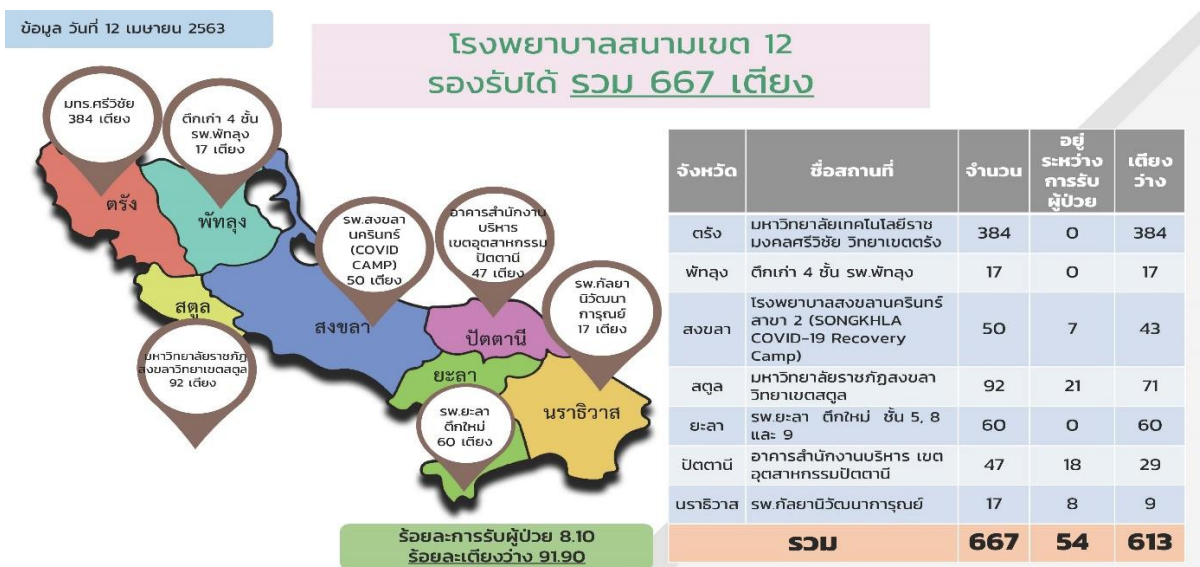 ข้อมูล วันที่ 12 เมษายน 2563
โรงพยาบาลสนามเขต 12
รองรับได้ รวม 667 เตียง
มทร.ศรีวิชัย
384 เตียง
ตึกเก่า 4 ชั้น
รพ.พัทลุง
17 เตียง
รพ.สงขลา
นครินทร์
(COVID
CAMP)
50 เตียง
อาคารสำนักงาน
บริหาร
เขตอุตสาหกรรม
ปัตตานี
47 เตียง
รพ.กัลยา
นิวัฒนา
การุณย์
17 เตียง
มหาวิทยาลัยราชภัฏ
สงขลาวิทยาเขตสตูล
92 เตียง
รพ.ยะลา
ตึกใหม่
60 เตียง
ตรัง
พัทลุง
สตูล
สงขลา
ปัตตานี
ยะลา
นราธิวาส
ร้อยละการรับผู้ป่วย 8.10
ร้อยละเตียงว่าง 91.90
จังหวัด ชื่อสถานที่ จำนวน อยู่ระหว่างการรับผู้ป่วย เตียงว่าง
ตรัง มหาวิทยาลัยเทคโนโลยีราช
มงคลศรีวิชัย วิทยาเขตตรัง 384 0 384
พัทลุง ตึกเก่า 4 ชั้น รพ.พัทลุง 17 0 17
สงขลา โรงพยาบาลสงขลานครินทร์
สาขา 2 (SONGKHLA
COVID-19 Recovery
Camp) 50 7 43
สตูล มหาวิทยาลัยราชภัฏสงขลา
วิทยาเขตสตูล 92 21 71
ยะลา รพ.ยะลา ตึกใหม่ ชั้น 5, 8
และ 9 60 0 60
ปัตตานี อาคารสำนักงานบริหาร เขต
อุตสาหกรรมปัตตานี 47 18 29
นราธิวาส รพ.กัลยานิวัฒนาการุณย์ 17 8 9
รวม 667 54 613